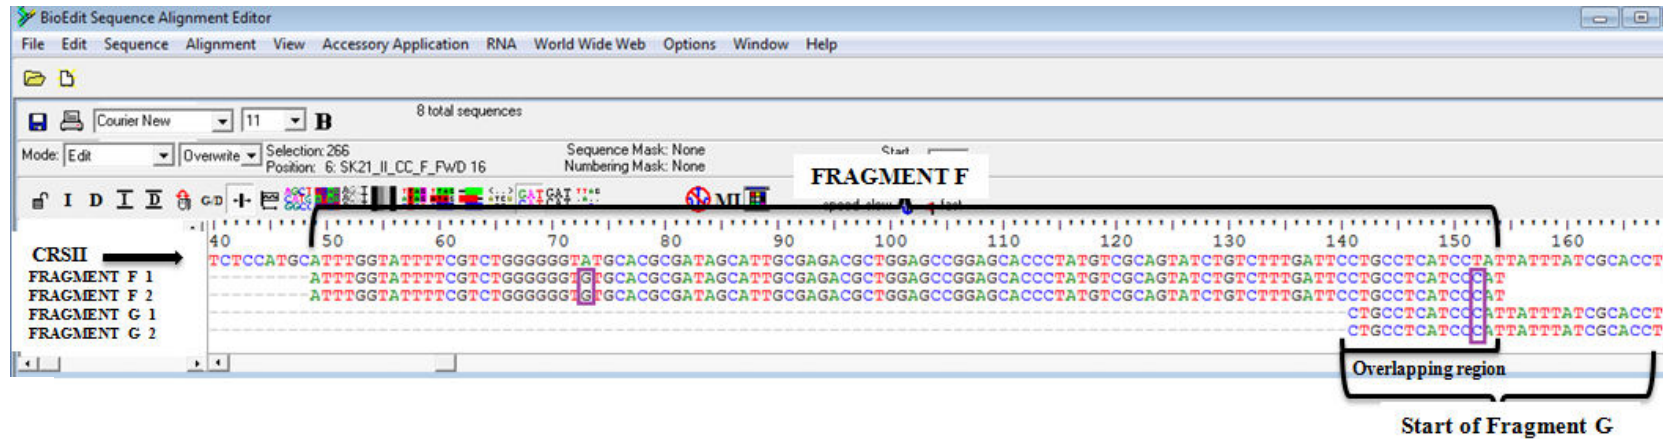 BioEdit Sequence Alignment Editor
File Edit Sequence Alignment View Accessory Application RNA World Wide Web Options Window Help
Courier New 11 B 8 total sequences
Mode: Edit Overwrite Selection: 266 Sequence Mask: None Start
Position: 6: SK21_II_CC_F_FWD 16 Numbering Mask: None
FRAGMENT F
I D I D G/D MI
40 50 60 70 80 90 100 110 120 130 140 150 160
CRSII TCTCCATGCATTTGGTATTTTCGTCTGGGGGGTATGCACGCGATAGCATTGCGAGACGCTGGAGCCGGAGCACCCTATGTCGCAGTATCTGTCTTTGATTCCTGCCTCATCCTATTATTTATCGCACCT
FRAGMENT F 1 ATTTGGTATTTTCGTCTGGGGGGTGTGCACGCGATAGCATTGCGAGACGCTGGAGCCGGAGCACCCTATGTCGCAGTATCTGTCTTTGATTCCTGCCTCATCCCAT
FRAGMENT F 2 ATTTGGTATTTTCGTCTGGGGGGTGTGCACGCGATAGCATTGCGAGACGCTGGAGCCGGAGCACCCTATGTCGCAGTATCTGTCTTTGATTCCTGCCTCATCCCAT
FRAGMENT G 1 CTGCCTCATCCCATTATTTATCGCACCT
FRAGMENT G 2 CTGCCTCATCCCATTATTTATCGCACCT
Overlapping region
Start of Fragment G